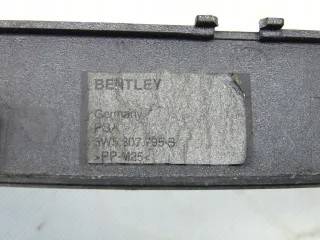 BENTLEY
Germany
PSA
3W5.807.795-B
>PP-M25<